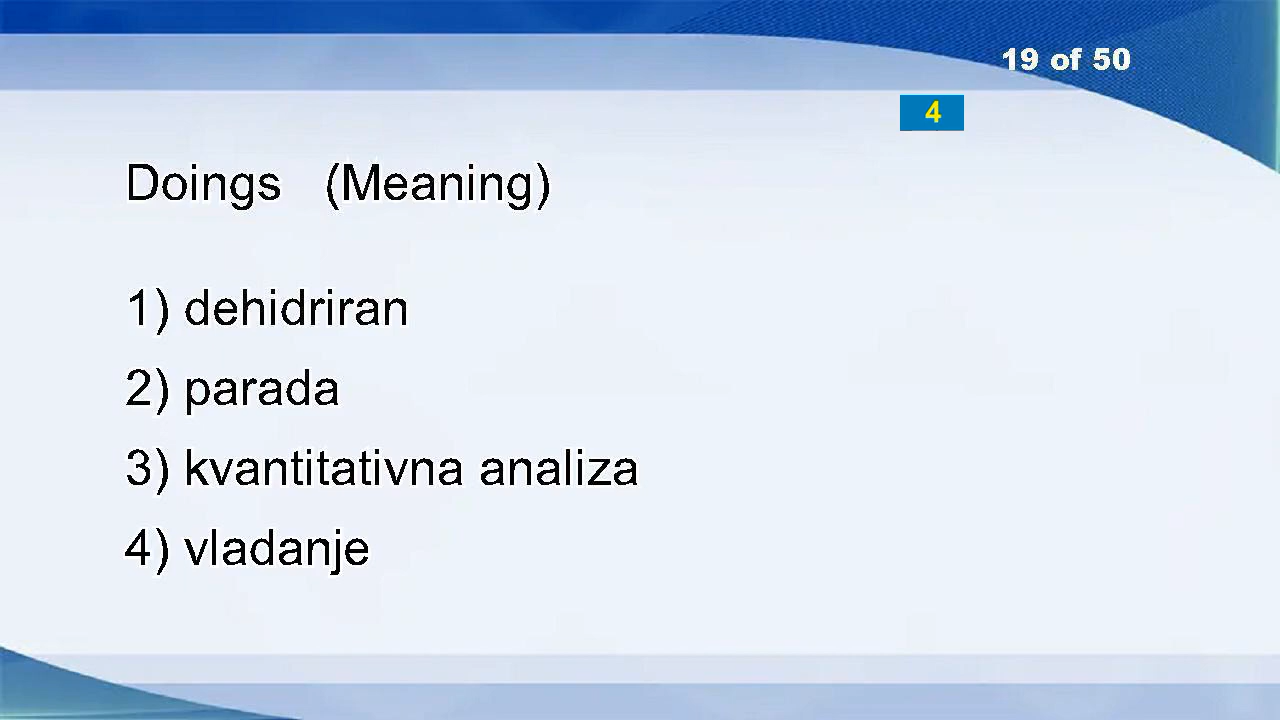 19 of 50
4
Doings (Meaning)
1) dehidriran
2) parada
3) kvantitativna analiza
4) vladanje